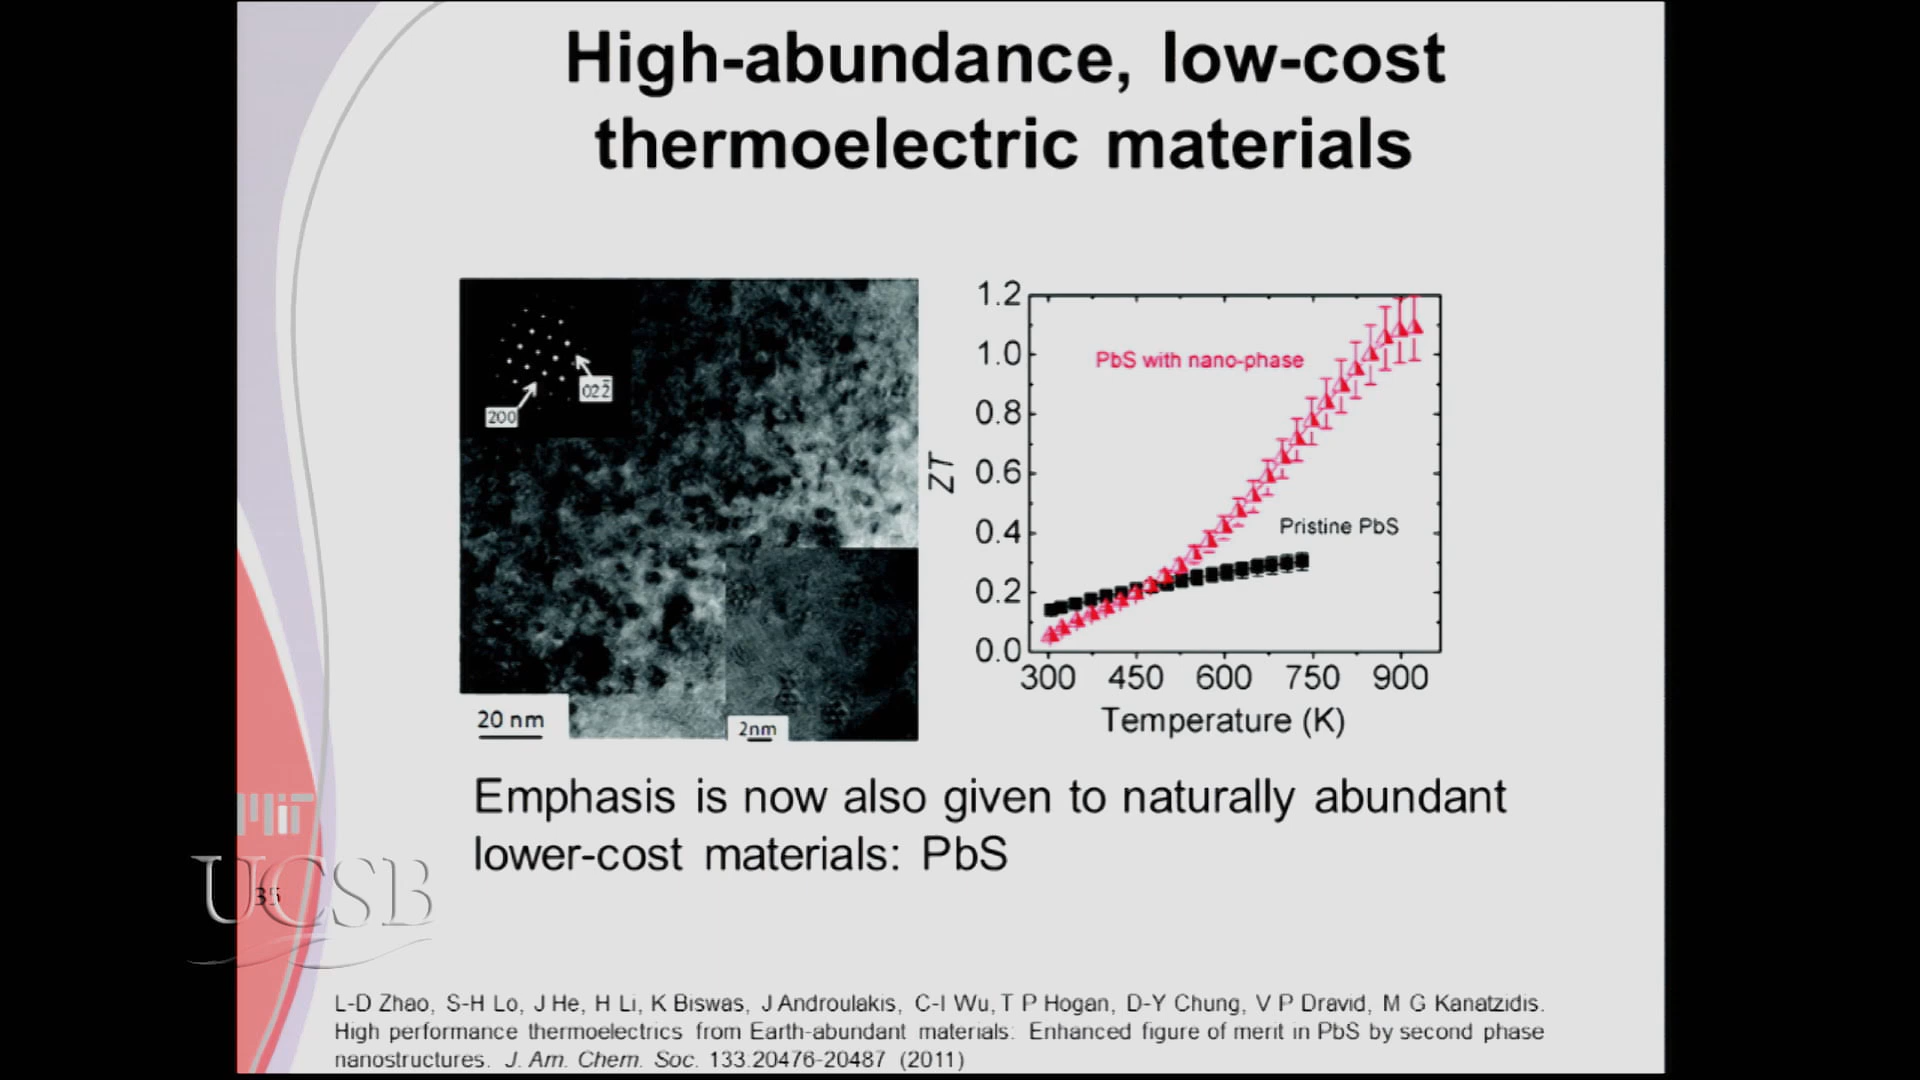 High-abundance, low-cost
thermoelectric materials
200
022̄
20 nm
2nm
ZT
1.2
1.0
0.8
0.6
0.4
0.2
0.0
PbS with nano-phase
Pristine PbS
300 450 600 750 900
Temperature (K)
Emphasis is now also given to naturally abundant
lower-cost materials: PbS
MIT
UCSB
35
L-D Zhao, S-H Lo, J He, H Li, K Biswas, J Androulakis, C-I Wu, T P Hogan, D-Y Chung, V P Dravid, M G Kanatzidis.
High performance thermoelectrics from Earth-abundant materials: Enhanced figure of merit in PbS by second phase
nanostructures. J. Am. Chem. Soc. 133:20476-20487 (2011)